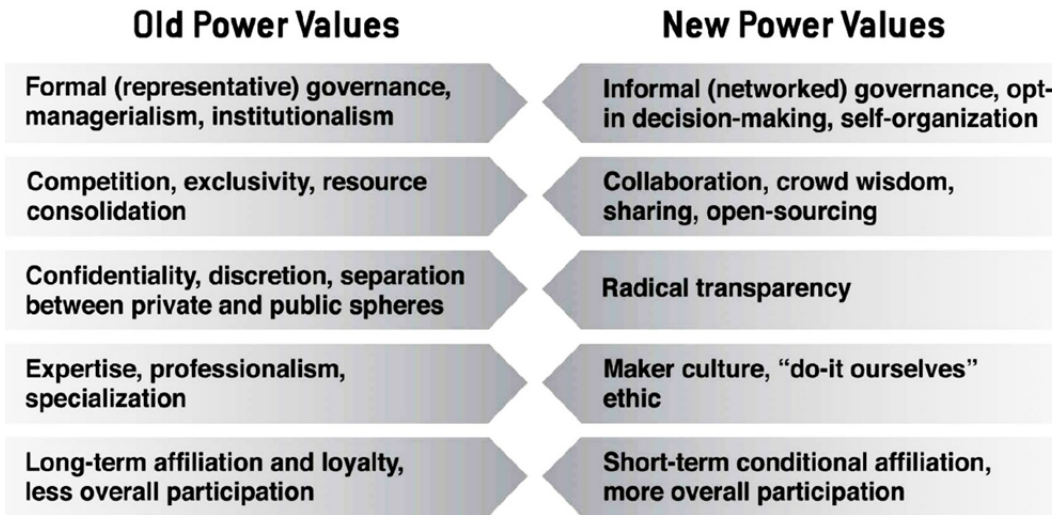 Old Power Values
New Power Values
Formal (representative) governance,
managerialism, institutionalism
Informal (networked) governance, opt-
in decision-making, self-organization
Competition, exclusivity, resource
consolidation
Collaboration, crowd wisdom,
sharing, open-sourcing
Confidentiality, discretion, separation
between private and public spheres
Radical transparency
Expertise, professionalism,
specialization
Maker culture, “do-it ourselves”
ethic
Long-term affiliation and loyalty,
less overall participation
Short-term conditional affiliation,
more overall participation